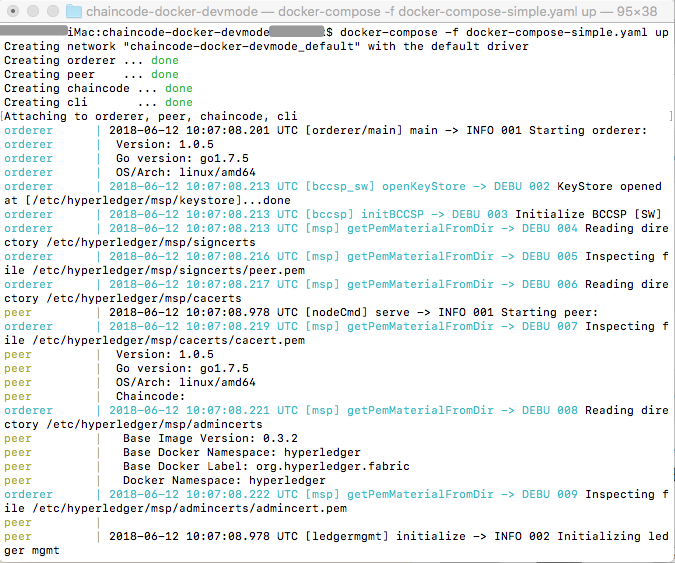 chaincode-docker-devmode — docker-compose -f docker-compose-simple.yaml up — 95×38
iMac:chaincode-docker-devmode $ docker-compose -f docker-compose-simple.yaml up
Creating network "chaincode-docker-devmode_default" with the default driver
Creating orderer ... done
Creating peer ... done
Creating chaincode ... done
Creating cli ... done
[Attaching to orderer, peer, chaincode, cli ]
orderer | 2018-06-12 10:07:08.201 UTC [orderer/main] main -> INFO 001 Starting orderer:
orderer | Version: 1.0.5
orderer | Go version: go1.7.5
orderer | OS/Arch: linux/amd64
orderer | 2018-06-12 10:07:08.213 UTC [bccsp_sw] openKeyStore -> DEBU 002 KeyStore opened
at [/etc/hyperledger/msp/keystore]...done
orderer | 2018-06-12 10:07:08.213 UTC [bccsp] initBCCSP -> DEBU 003 Initialize BCCSP [SW]
orderer | 2018-06-12 10:07:08.213 UTC [msp] getPemMaterialFromDir -> DEBU 004 Reading dire
ctory /etc/hyperledger/msp/signcerts
orderer | 2018-06-12 10:07:08.216 UTC [msp] getPemMaterialFromDir -> DEBU 005 Inspecting f
ile /etc/hyperledger/msp/signcerts/peer.pem
orderer | 2018-06-12 10:07:08.217 UTC [msp] getPemMaterialFromDir -> DEBU 006 Reading dire
ctory /etc/hyperledger/msp/cacerts
peer | 2018-06-12 10:07:08.978 UTC [nodeCmd] serve -> INFO 001 Starting peer:
orderer | 2018-06-12 10:07:08.219 UTC [msp] getPemMaterialFromDir -> DEBU 007 Inspecting f
ile /etc/hyperledger/msp/cacerts/cacert.pem
peer | Version: 1.0.5
peer | Go version: go1.7.5
peer | OS/Arch: linux/amd64
peer | Chaincode:
orderer | 2018-06-12 10:07:08.221 UTC [msp] getPemMaterialFromDir -> DEBU 008 Reading dire
ctory /etc/hyperledger/msp/admincerts
peer | Base Image Version: 0.3.2
peer | Base Docker Namespace: hyperledger
peer | Base Docker Label: org.hyperledger.fabric
peer | Docker Namespace: hyperledger
orderer | 2018-06-12 10:07:08.222 UTC [msp] getPemMaterialFromDir -> DEBU 009 Inspecting f
ile /etc/hyperledger/msp/admincerts/admincert.pem
peer |
peer | 2018-06-12 10:07:08.978 UTC [ledgermgmt] initialize -> INFO 002 Initializing led
ger mgmt